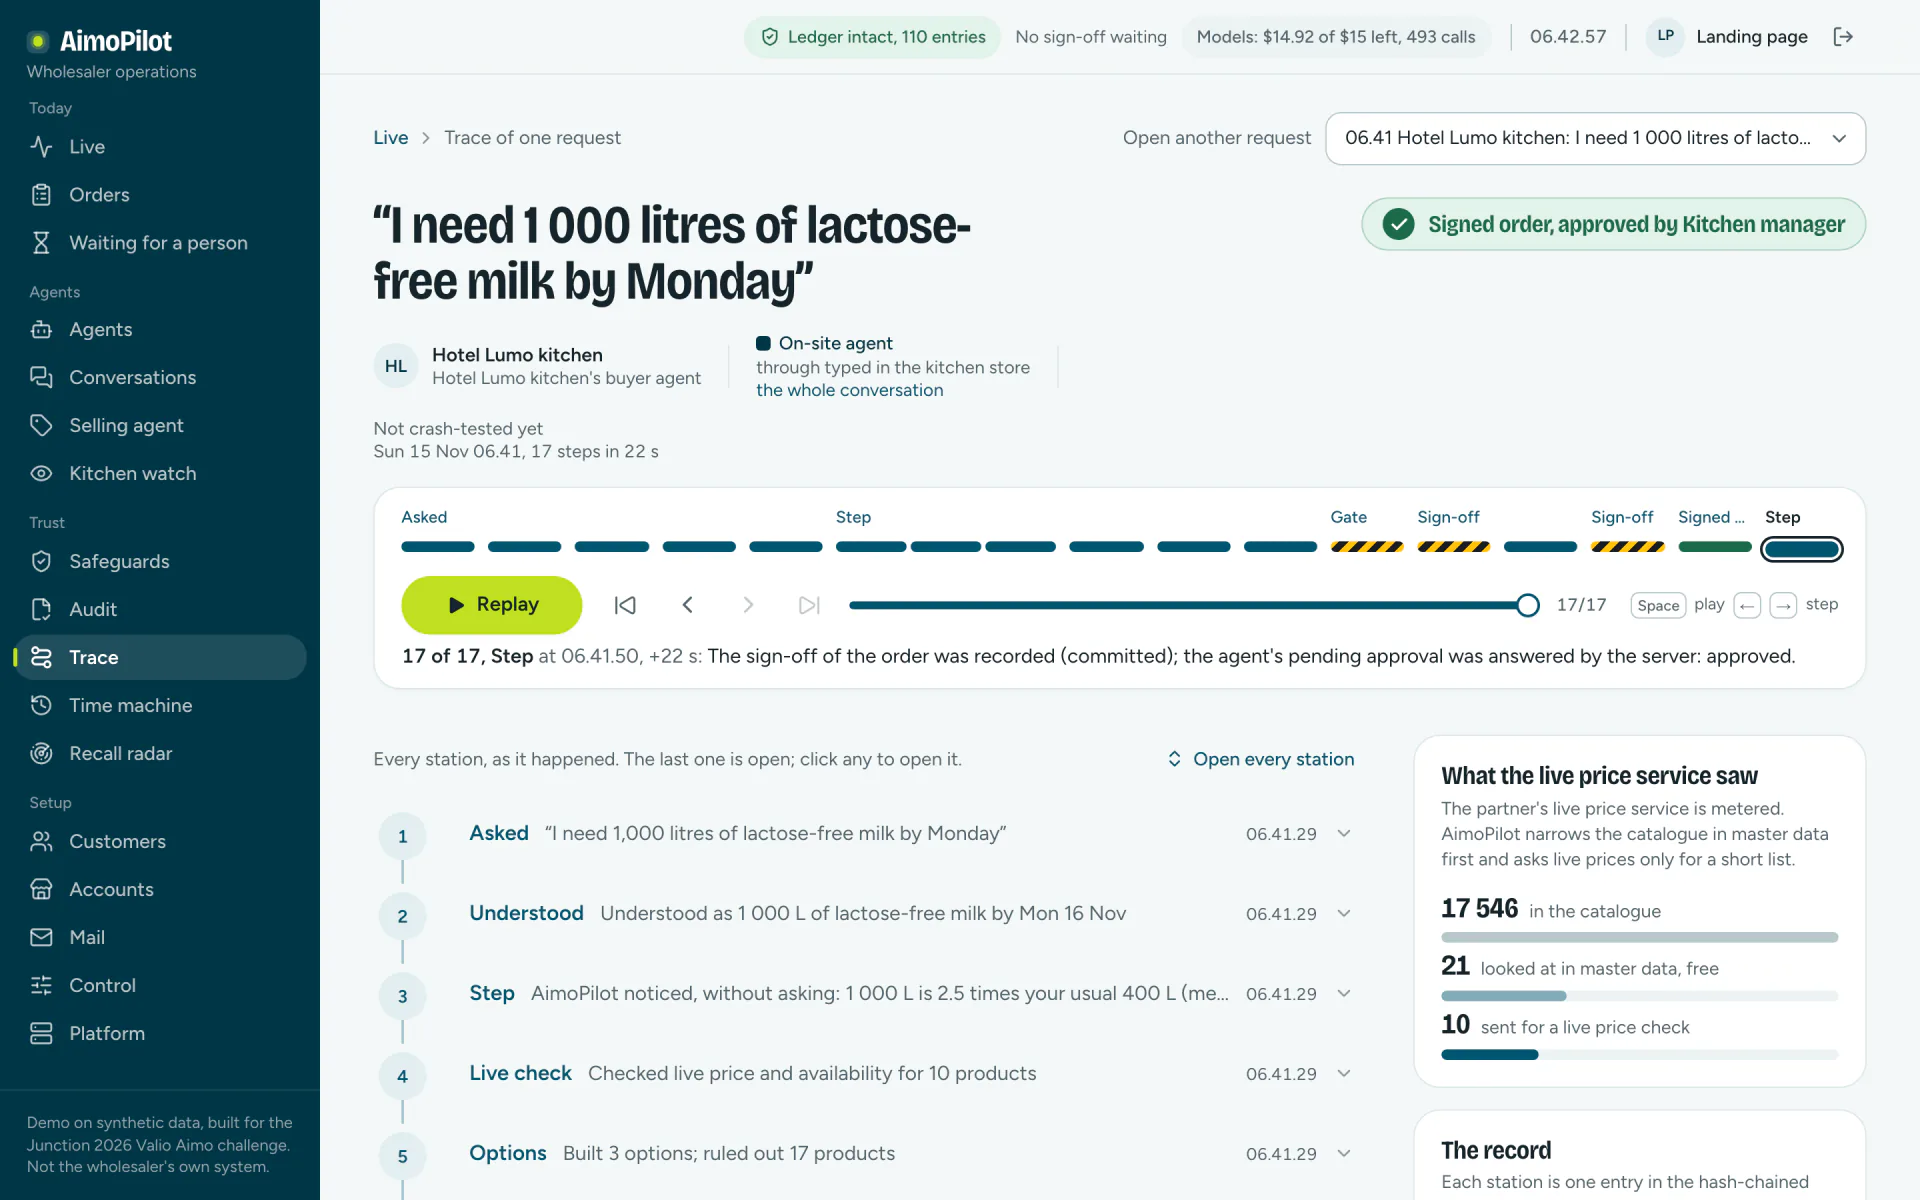 AimoPilot
Wholesaler operations
Today
Live
Orders
Waiting for a person
Agents
Agents
Conversations
Selling agent
Kitchen watch
Trust
Safeguards
Audit
Trace
Time machine
Recall radar
Setup
Customers
Accounts
Mail
Control
Platform
Demo on synthetic data, built for the
Junction 2026 Valio Aimo challenge.
Not the wholesaler's own system.
Ledger intact, 110 entries
No sign-off waiting
Models: $14.92 of $15 left, 493 calls
06.42.57
LP
Landing page
Live > Trace of one request
Open another request
06.41 Hotel Lumo kitchen: I need 1 000 litres of lacto...
“I need 1 000 litres of lactose-
free milk by Monday”
Signed order, approved by Kitchen manager
HL
Hotel Lumo kitchen
Hotel Lumo kitchen's buyer agent
On-site agent
through typed in the kitchen store
the whole conversation
Not crash-tested yet
Sun 15 Nov 06.41, 17 steps in 22 s
Asked
Step
Gate
Sign-off
Sign-off
Signed ...
Step
Replay
17/17
Space play ← → step
17 of 17, Step at 06.41.50, +22 s: The sign-off of the order was recorded (committed); the agent's pending approval was answered by the server: approved.
Every station, as it happened. The last one is open; click any to open it.
Open every station
1 Asked “I need 1,000 litres of lactose-free milk by Monday” 06.41.29
2 Understood Understood as 1 000 L of lactose-free milk by Mon 16 Nov 06.41.29
3 Step AimoPilot noticed, without asking: 1 000 L is 2.5 times your usual 400 L (me... 06.41.29
4 Live check Checked live price and availability for 10 products 06.41.29
5 Options Built 3 options; ruled out 17 products 06.41.29
What the live price service saw
The partner's live price service is metered.
AimoPilot narrows the catalogue in master data
first and asks live prices only for a short list.
17 546 in the catalogue
21 looked at in master data, free
10 sent for a live price check
The record
Each station is one entry in the hash-chained